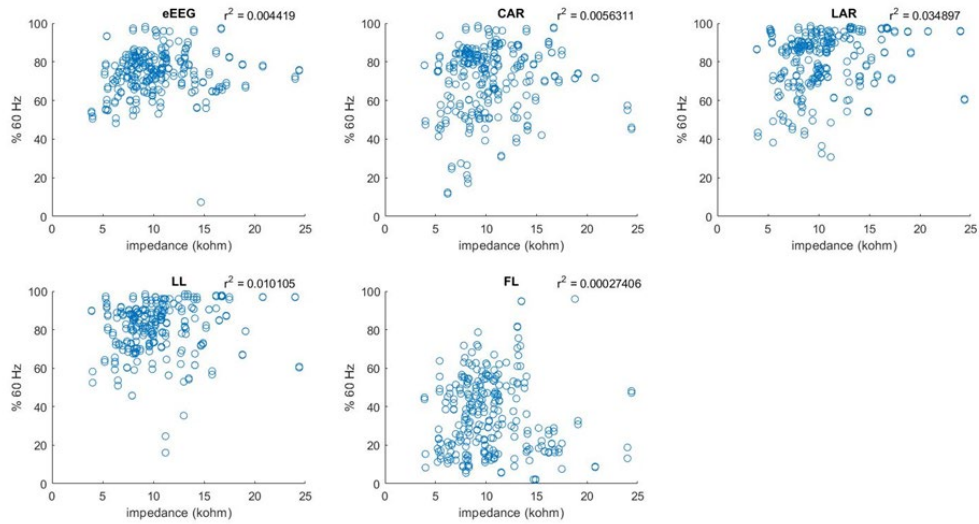 eEEG r² = 0.004419
100
80
60
40
20
0
% 60 Hz
0 5 10 15 20 25
impedance (kohm)
CAR r² = 0.0056311
100
80
60
40
20
0
% 60 Hz
0 5 10 15 20 25
impedance (kohm)
LAR r² = 0.034897
100
80
60
40
20
0
% 60 Hz
0 5 10 15 20 25
impedance (kohm)
LL r² = 0.010105
100
80
60
40
20
0
% 60 Hz
0 5 10 15 20 25
impedance (kohm)
FL r² = 0.00027406
100
80
60
40
20
0
% 60 Hz
0 5 10 15 20 25
impedance (kohm)